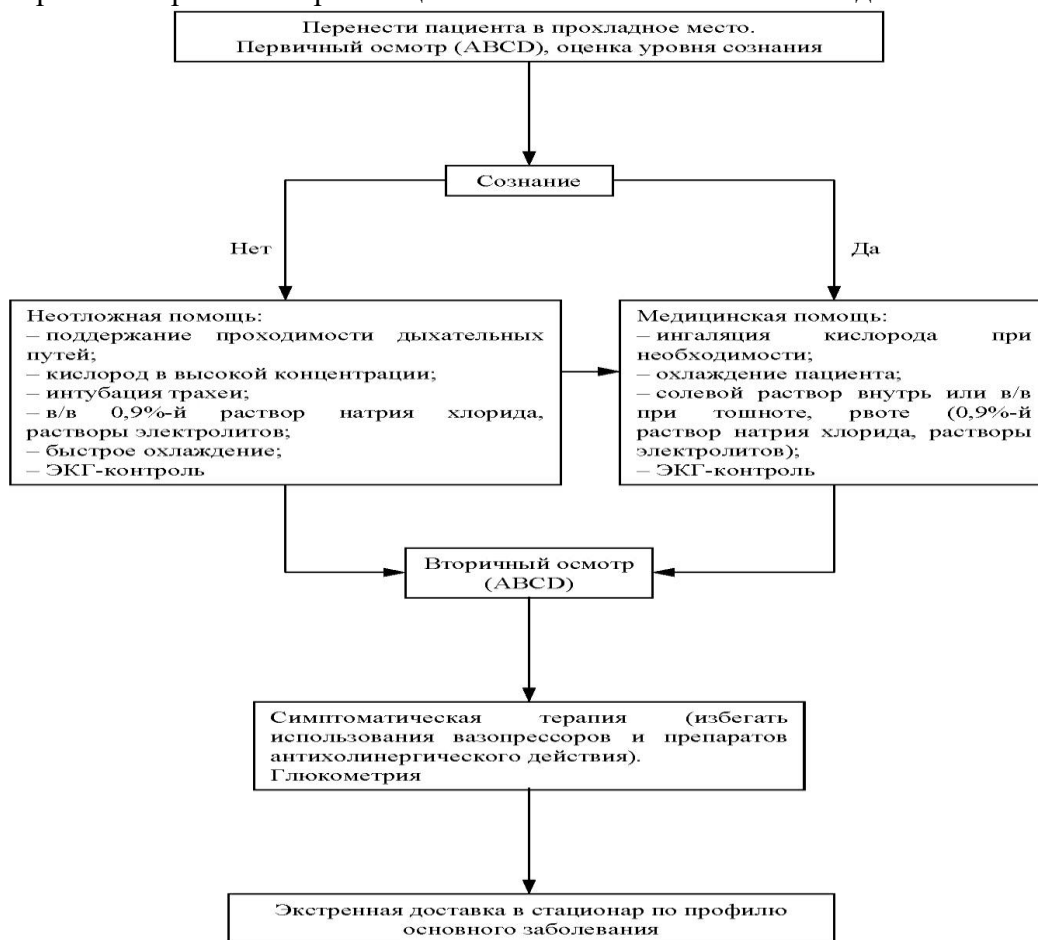 Перенести пациента в прохладное место.
Первичный осмотр (ABCD), оценка уровня сознания
Сознание
Нет
Да
Неотложная помощь:
– поддержание проходимости дыхательных
путей;
– кислород в высокой концентрации;
– интубация трахеи;
– в/в 0,9%-й раствор натрия хлорида,
растворы электролитов;
– быстрое охлаждение;
– ЭКГ-контроль
Медицинская помощь:
– ингаляция кислорода при
необходимости;
– охлаждение пациента;
– солевой раствор внутрь или в/в
при тошноте, рвоте (0,9%-й
раствор натрия хлорида, растворы
электролитов);
– ЭКГ-контроль
Вторичный осмотр
(ABCD)
Симптоматическая терапия (избегать
использования вазопрессоров и препаратов
антихолинергического действия).
Глюкометрия
Экстренная доставка в стационар по профилю
основного заболевания